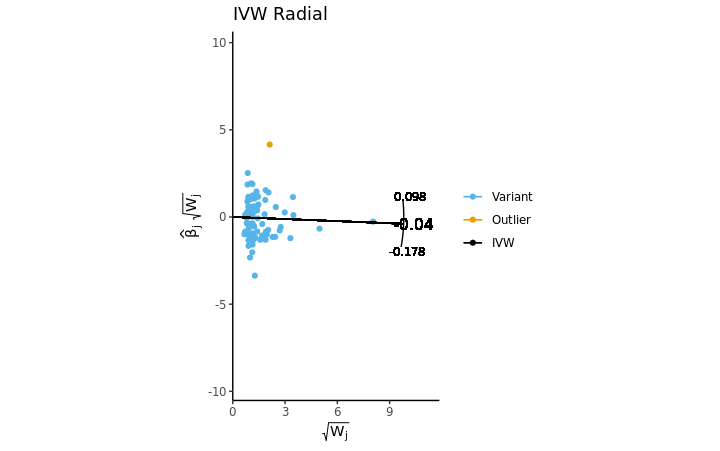 IVW Radial
10
5
0
-5
-10
β̂j √Wj
0.098
-0.04
-0.178
Variant
Outlier
IVW
0 3 6 9
√Wj